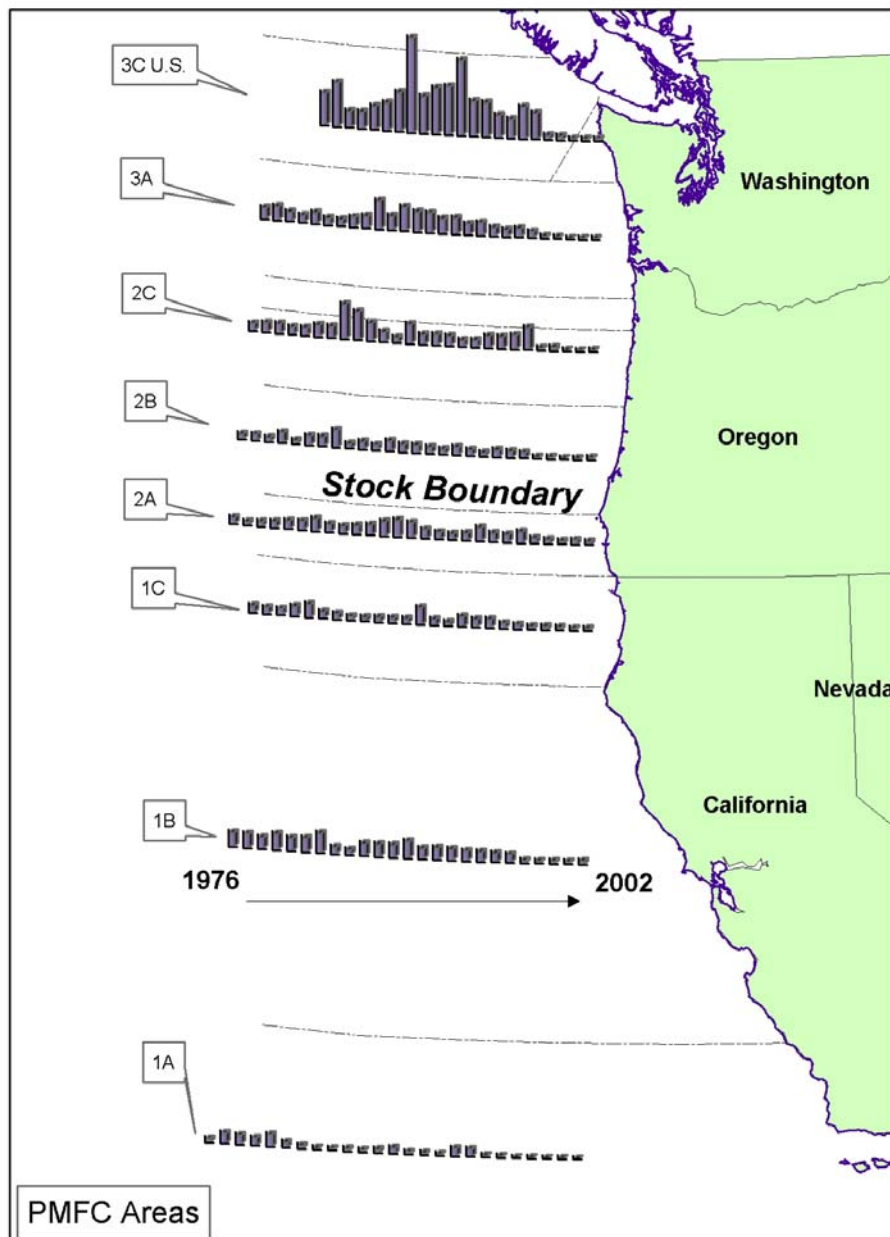 3C U.S.
3A
Washington
2C
2B
Oregon
Stock Boundary
2A
1C
Nevada
1B
California
1976
2002
1A
PMFC Areas